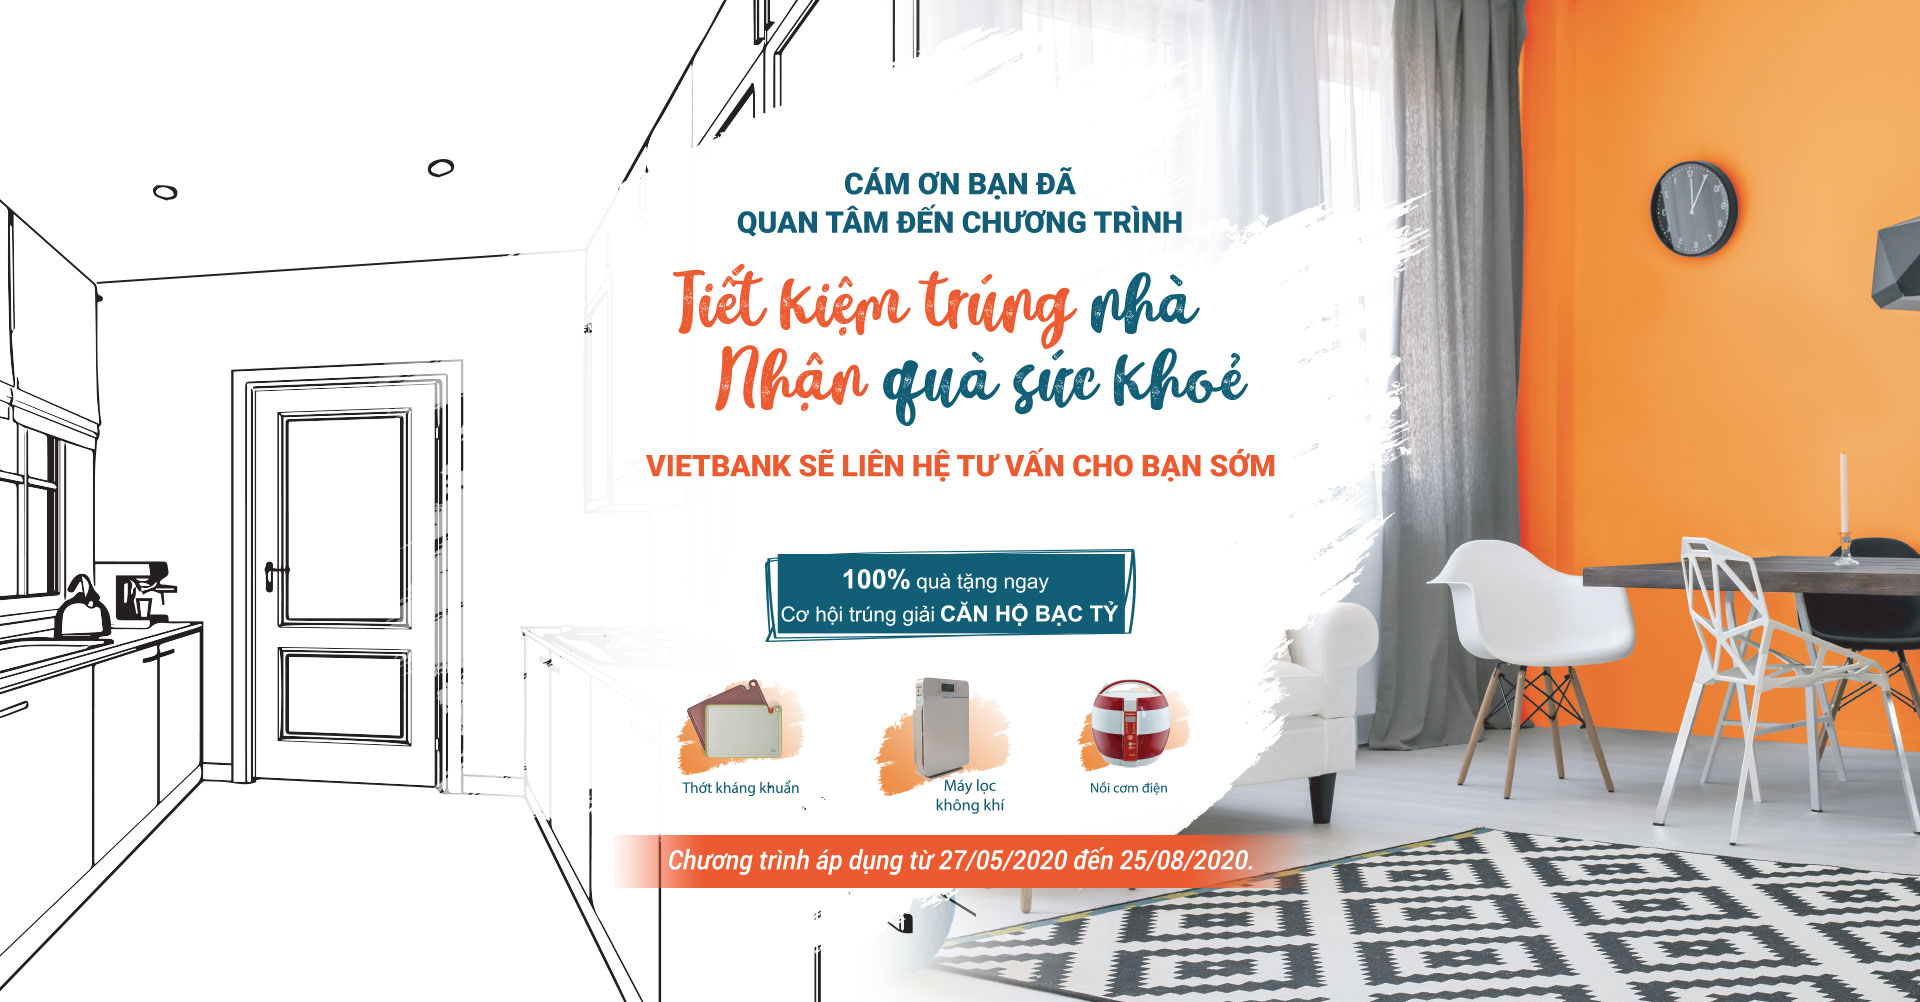 CÁM ƠN BẠN ĐÃ
QUAN TÂM ĐẾN CHƯƠNG TRÌNH
Tiết kiệm trúng nhà
Nhận quà sức khoẻ
VIETBANK SẼ LIÊN HỆ TƯ VẤN CHO BẠN SỚM
100% quà tặng ngay
Cơ hội trúng giải CĂN HỘ BẠC TỶ
Thớt kháng khuẩn
Máy lọc
không khí
Nồi cơm điện
Chương trình áp dụng từ 27/05/2020 đến 25/08/2020.